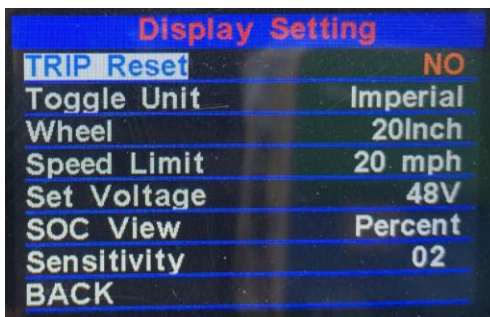 Display Setting
TRIP Reset NO
Toggle Unit Imperial
Wheel 20Inch
Speed Limit 20 mph
Set Voltage 48V
SOC View Percent
Sensitivity 02
BACK